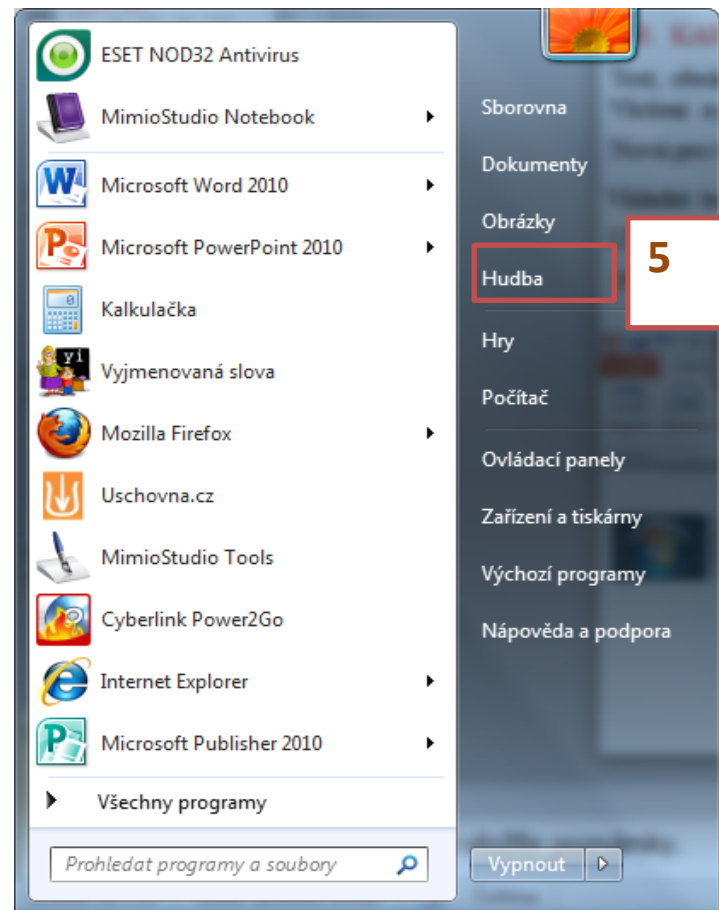 ESET NOD32 Antivirus
MimioStudio Notebook
Microsoft Word 2010
Microsoft PowerPoint 2010
Kalkulačka
yi
Vyjmenovaná slova
Mozilla Firefox
Uschovna.cz
MimioStudio Tools
Cyberlink Power2Go
Internet Explorer
Microsoft Publisher 2010
Všechny programy
Prohledat programy a soubory
Sborovna
Dokumenty
Obrázky
Hudba
5
Hry
Počítač
Ovládací panely
Zařízení a tiskárny
Výchozí programy
Nápověda a podpora
Vypnout